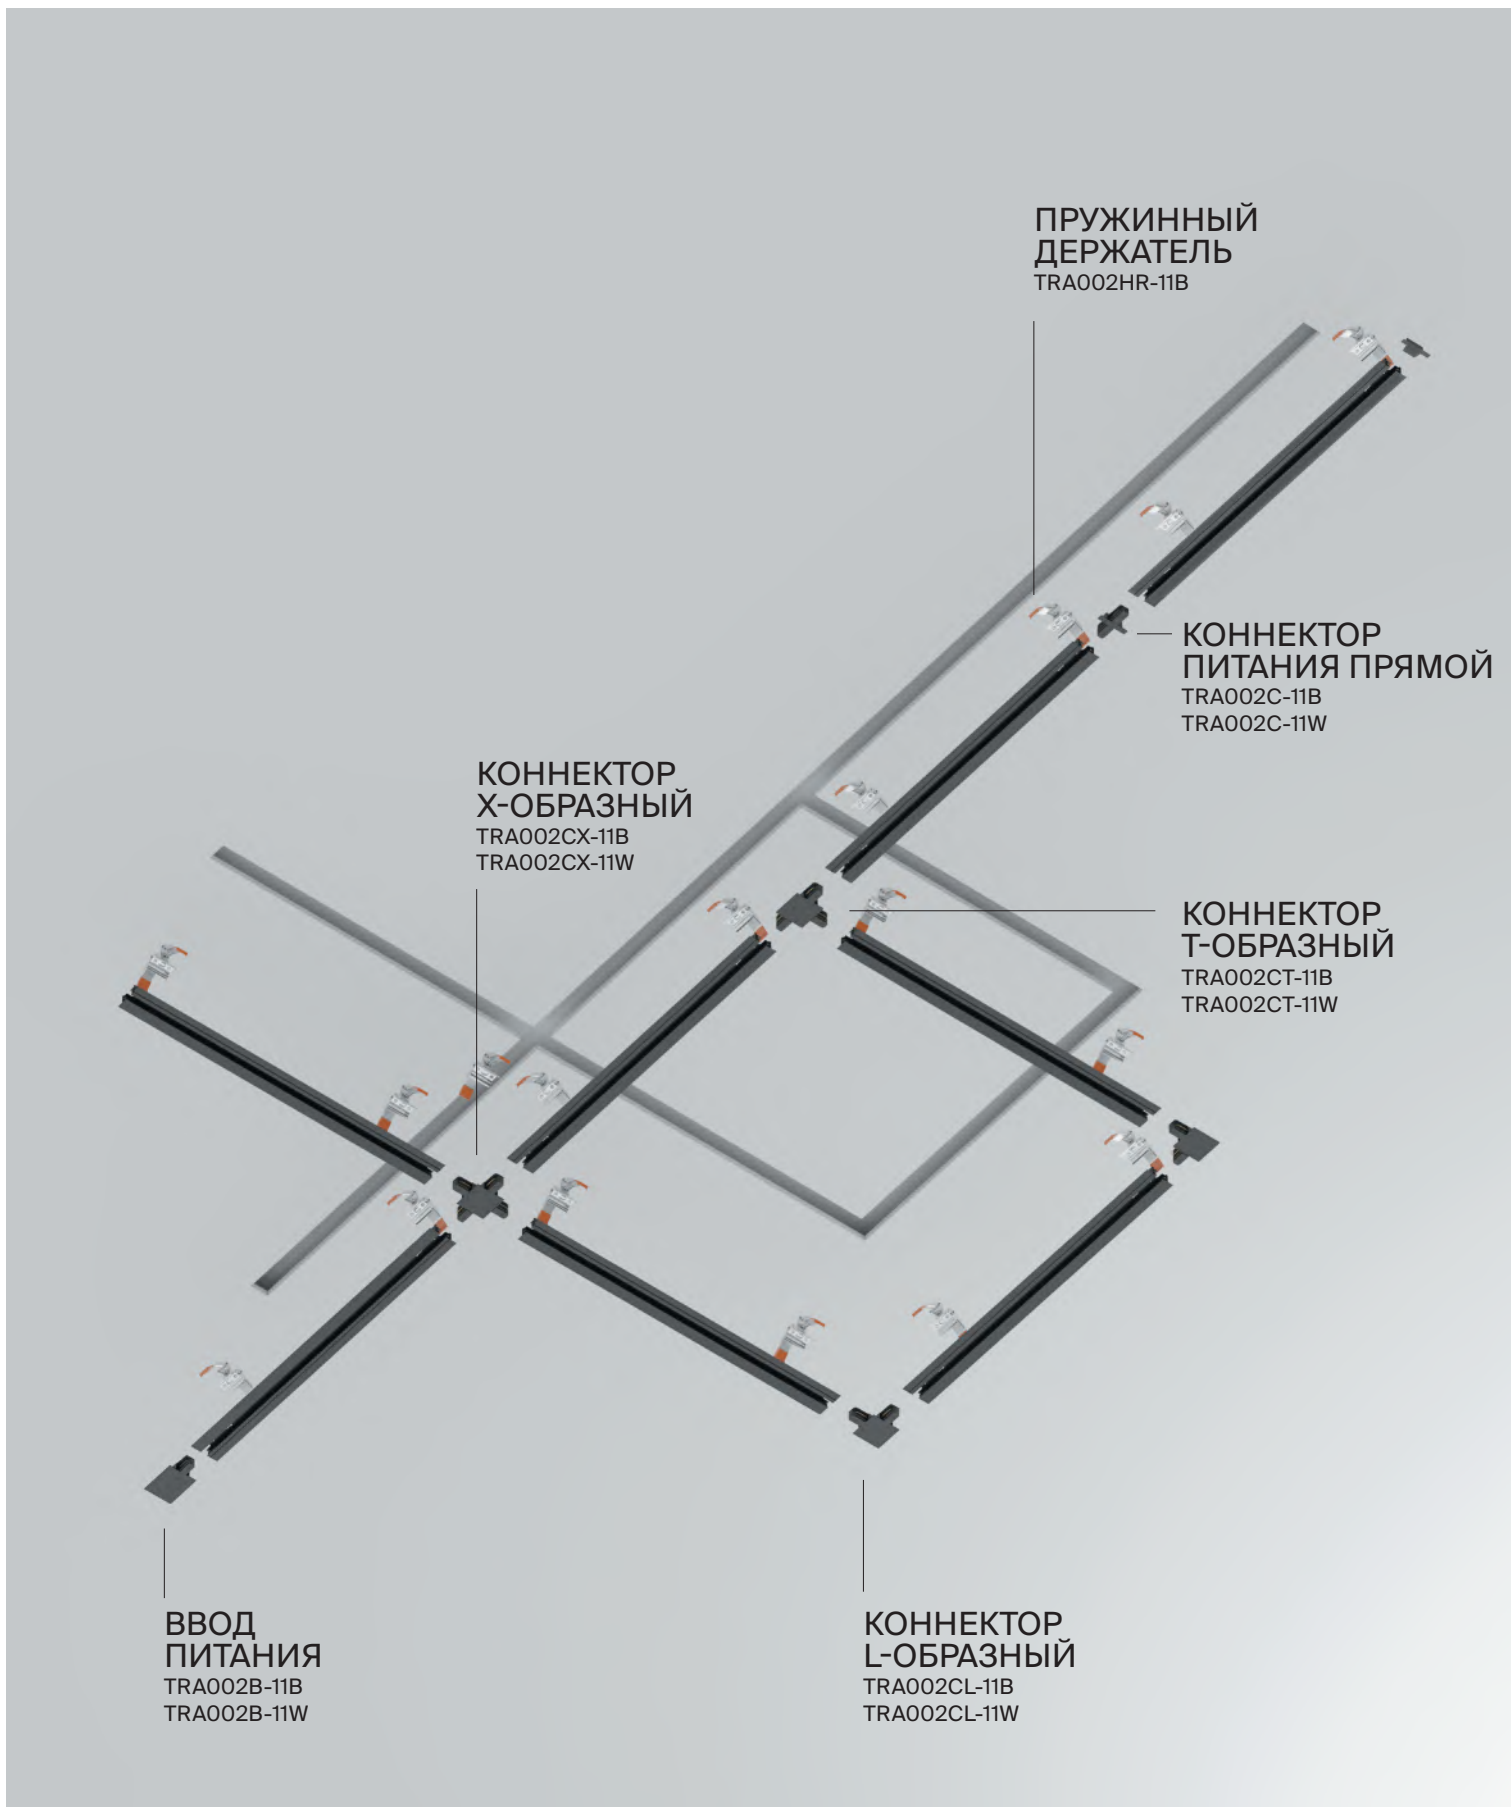 ПРУЖИННЫЙ
ДЕРЖАТЕЛЬ
TRA002HR-11B
КОННЕКТОР
ПИТАНИЯ ПРЯМОЙ
TRA002C-11B
TRA002C-11W
КОННЕКТОР
X-ОБРАЗНЫЙ
TRA002CX-11B
TRA002CX-11W
КОННЕКТОР
T-ОБРАЗНЫЙ
TRA002CT-11B
TRA002CT-11W
ВВОД
ПИТАНИЯ
TRA002B-11B
TRA002B-11W
КОННЕКТОР
L-ОБРАЗНЫЙ
TRA002CL-11B
TRA002CL-11W